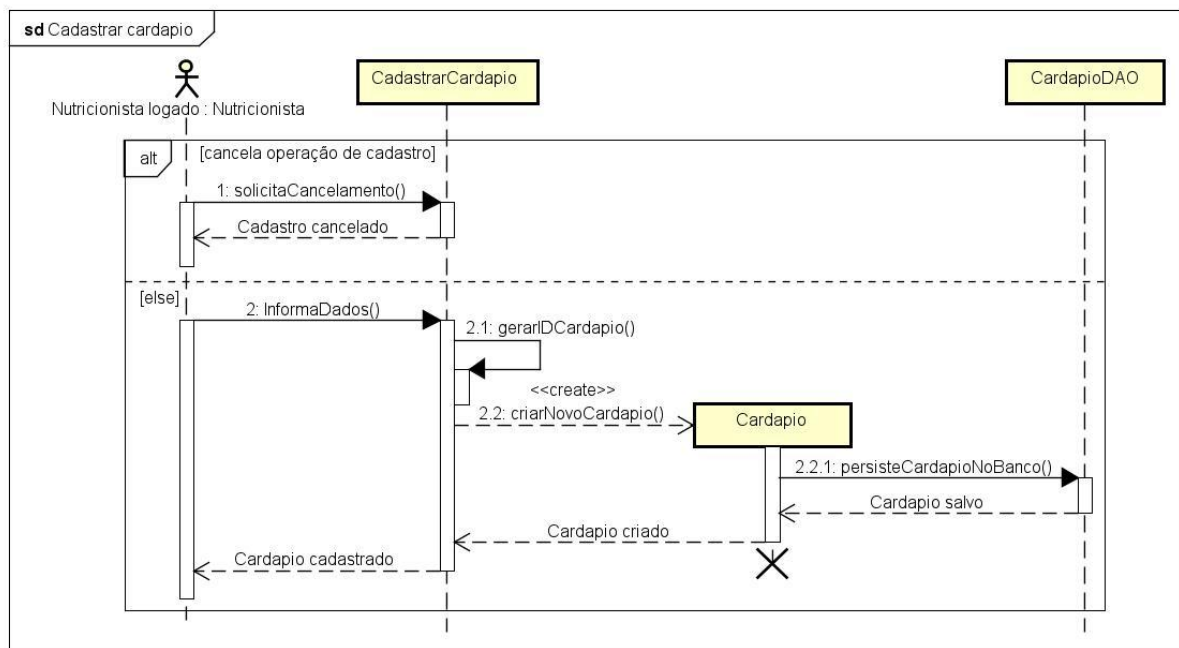 sd Cadastrar cardapio
CadastrarCardapio
CardapioDAO
Nutricionista logado : Nutricionista
alt
[cancela operação de cadastro]
1: solicitaCancelamento()
Cadastro cancelado
[else]
2: InformaDados()
2.1: gerarIDCardapio()
<<create>>
2.2: criarNovoCardapio()
Cardapio
2.2.1: persisteCardapioNoBanco()
Cardapio salvo
Cardapio criado
Cardapio cadastrado